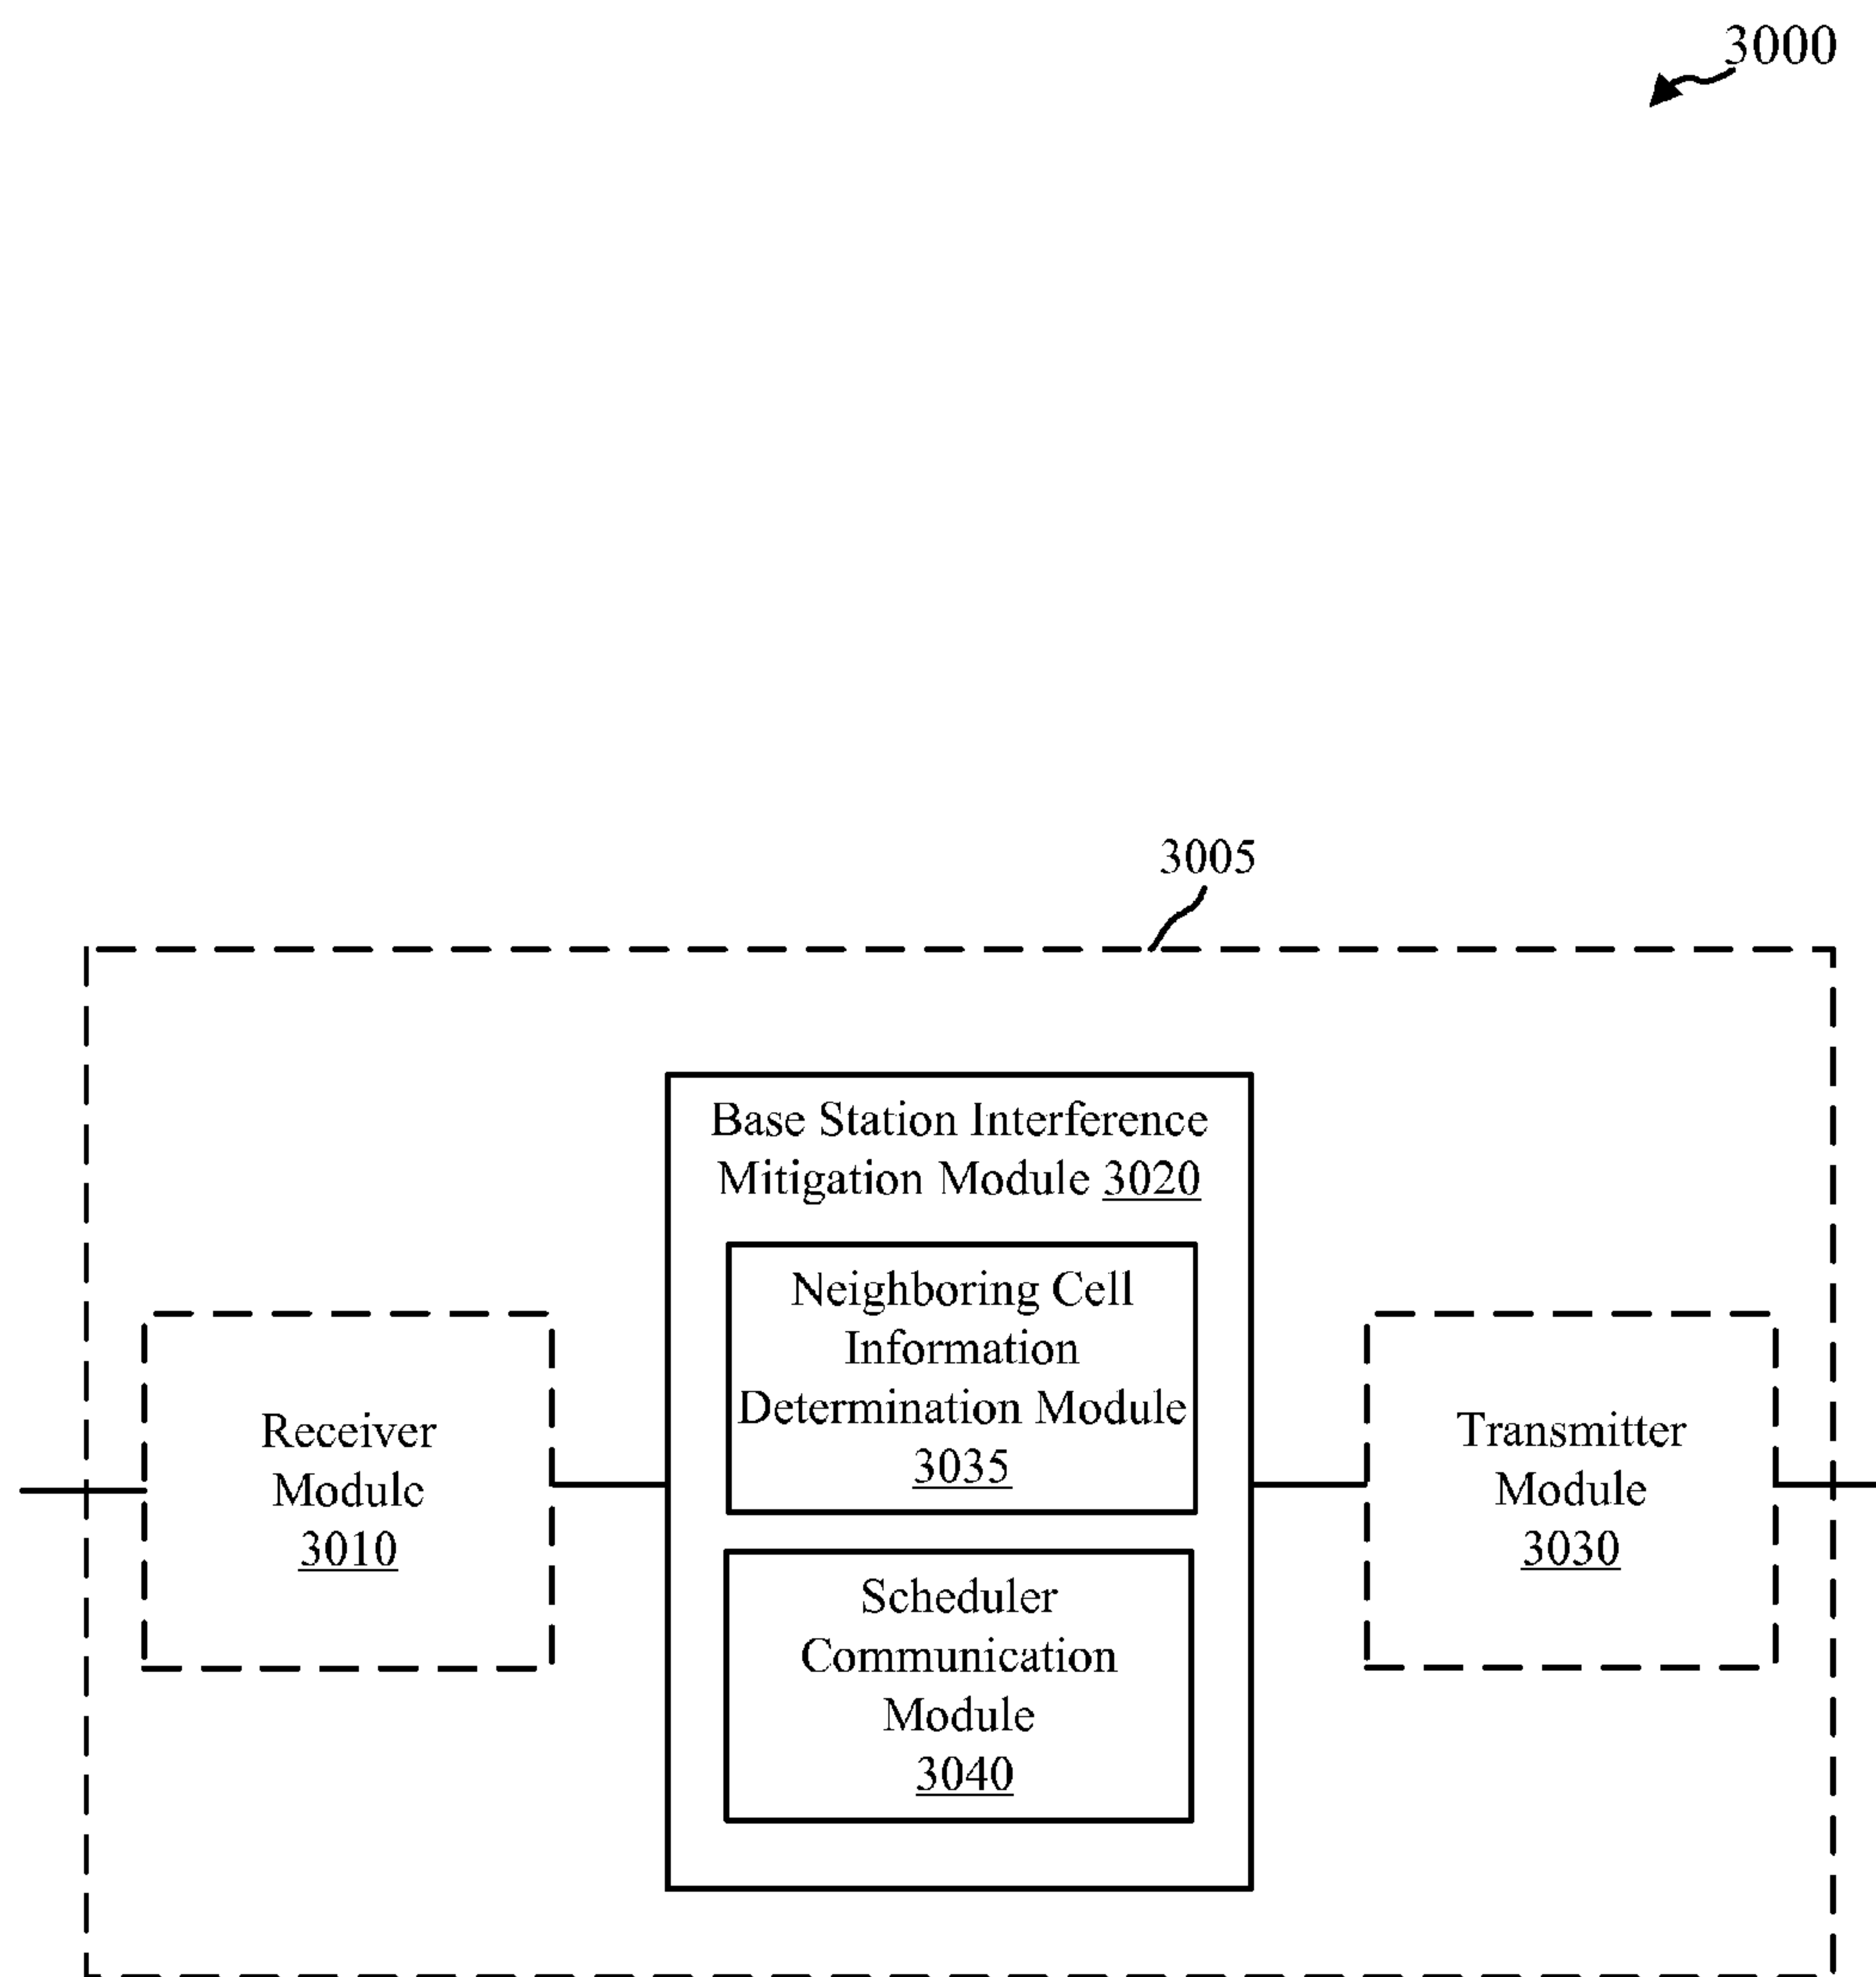 3000
3005
Base Station Interference
Mitigation Module 3020
Neighboring Cell
Information
Determination Module
3035
Receiver
Module
3010
Transmitter
Module
3030
Scheduler
Communication
Module
3040